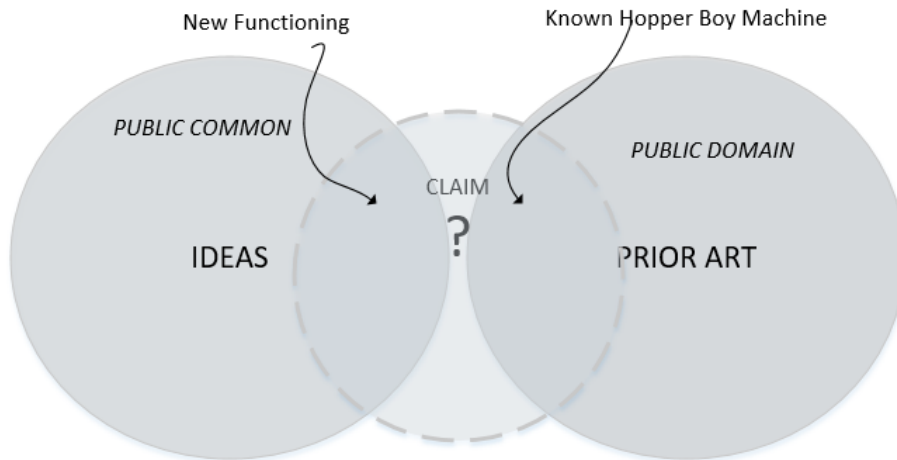 New Functioning
Known Hopper Boy Machine
PUBLIC COMMON
PUBLIC DOMAIN
CLAIM
?
IDEAS
PRIOR ART